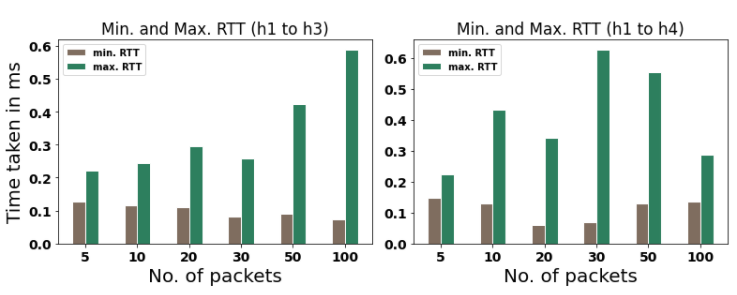 Min. and Max. RTT (h1 to h3)
min. RTT
max. RTT
Time taken in ms
0.6
0.5
0.4
0.3
0.2
0.1
0.0
5 10 20 30 50 100
No. of packets
Min. and Max. RTT (h1 to h4)
min. RTT
max. RTT
0.6
0.5
0.4
0.3
0.2
0.1
0.0
5 10 20 30 50 100
No. of packets